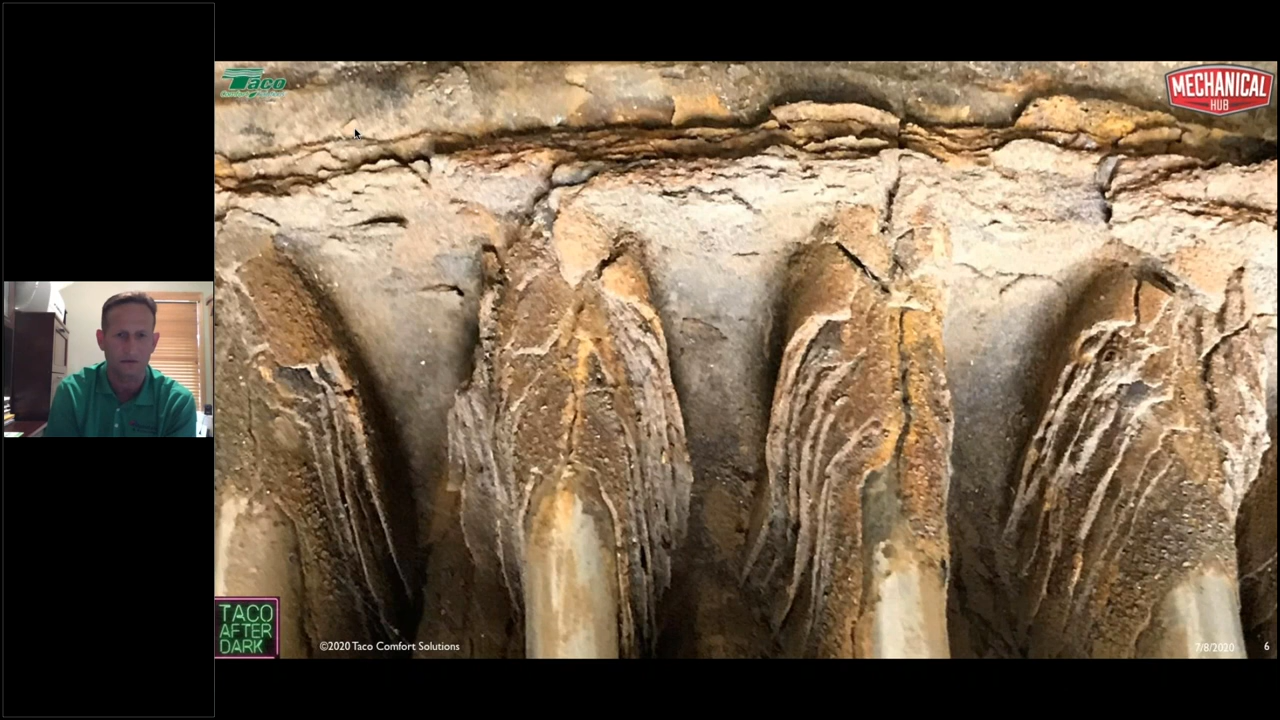 Taco
MECHANICAL
HUB
TACO
AFTER
DARK
©2020 Taco Comfort Solutions
7/8/2020
6